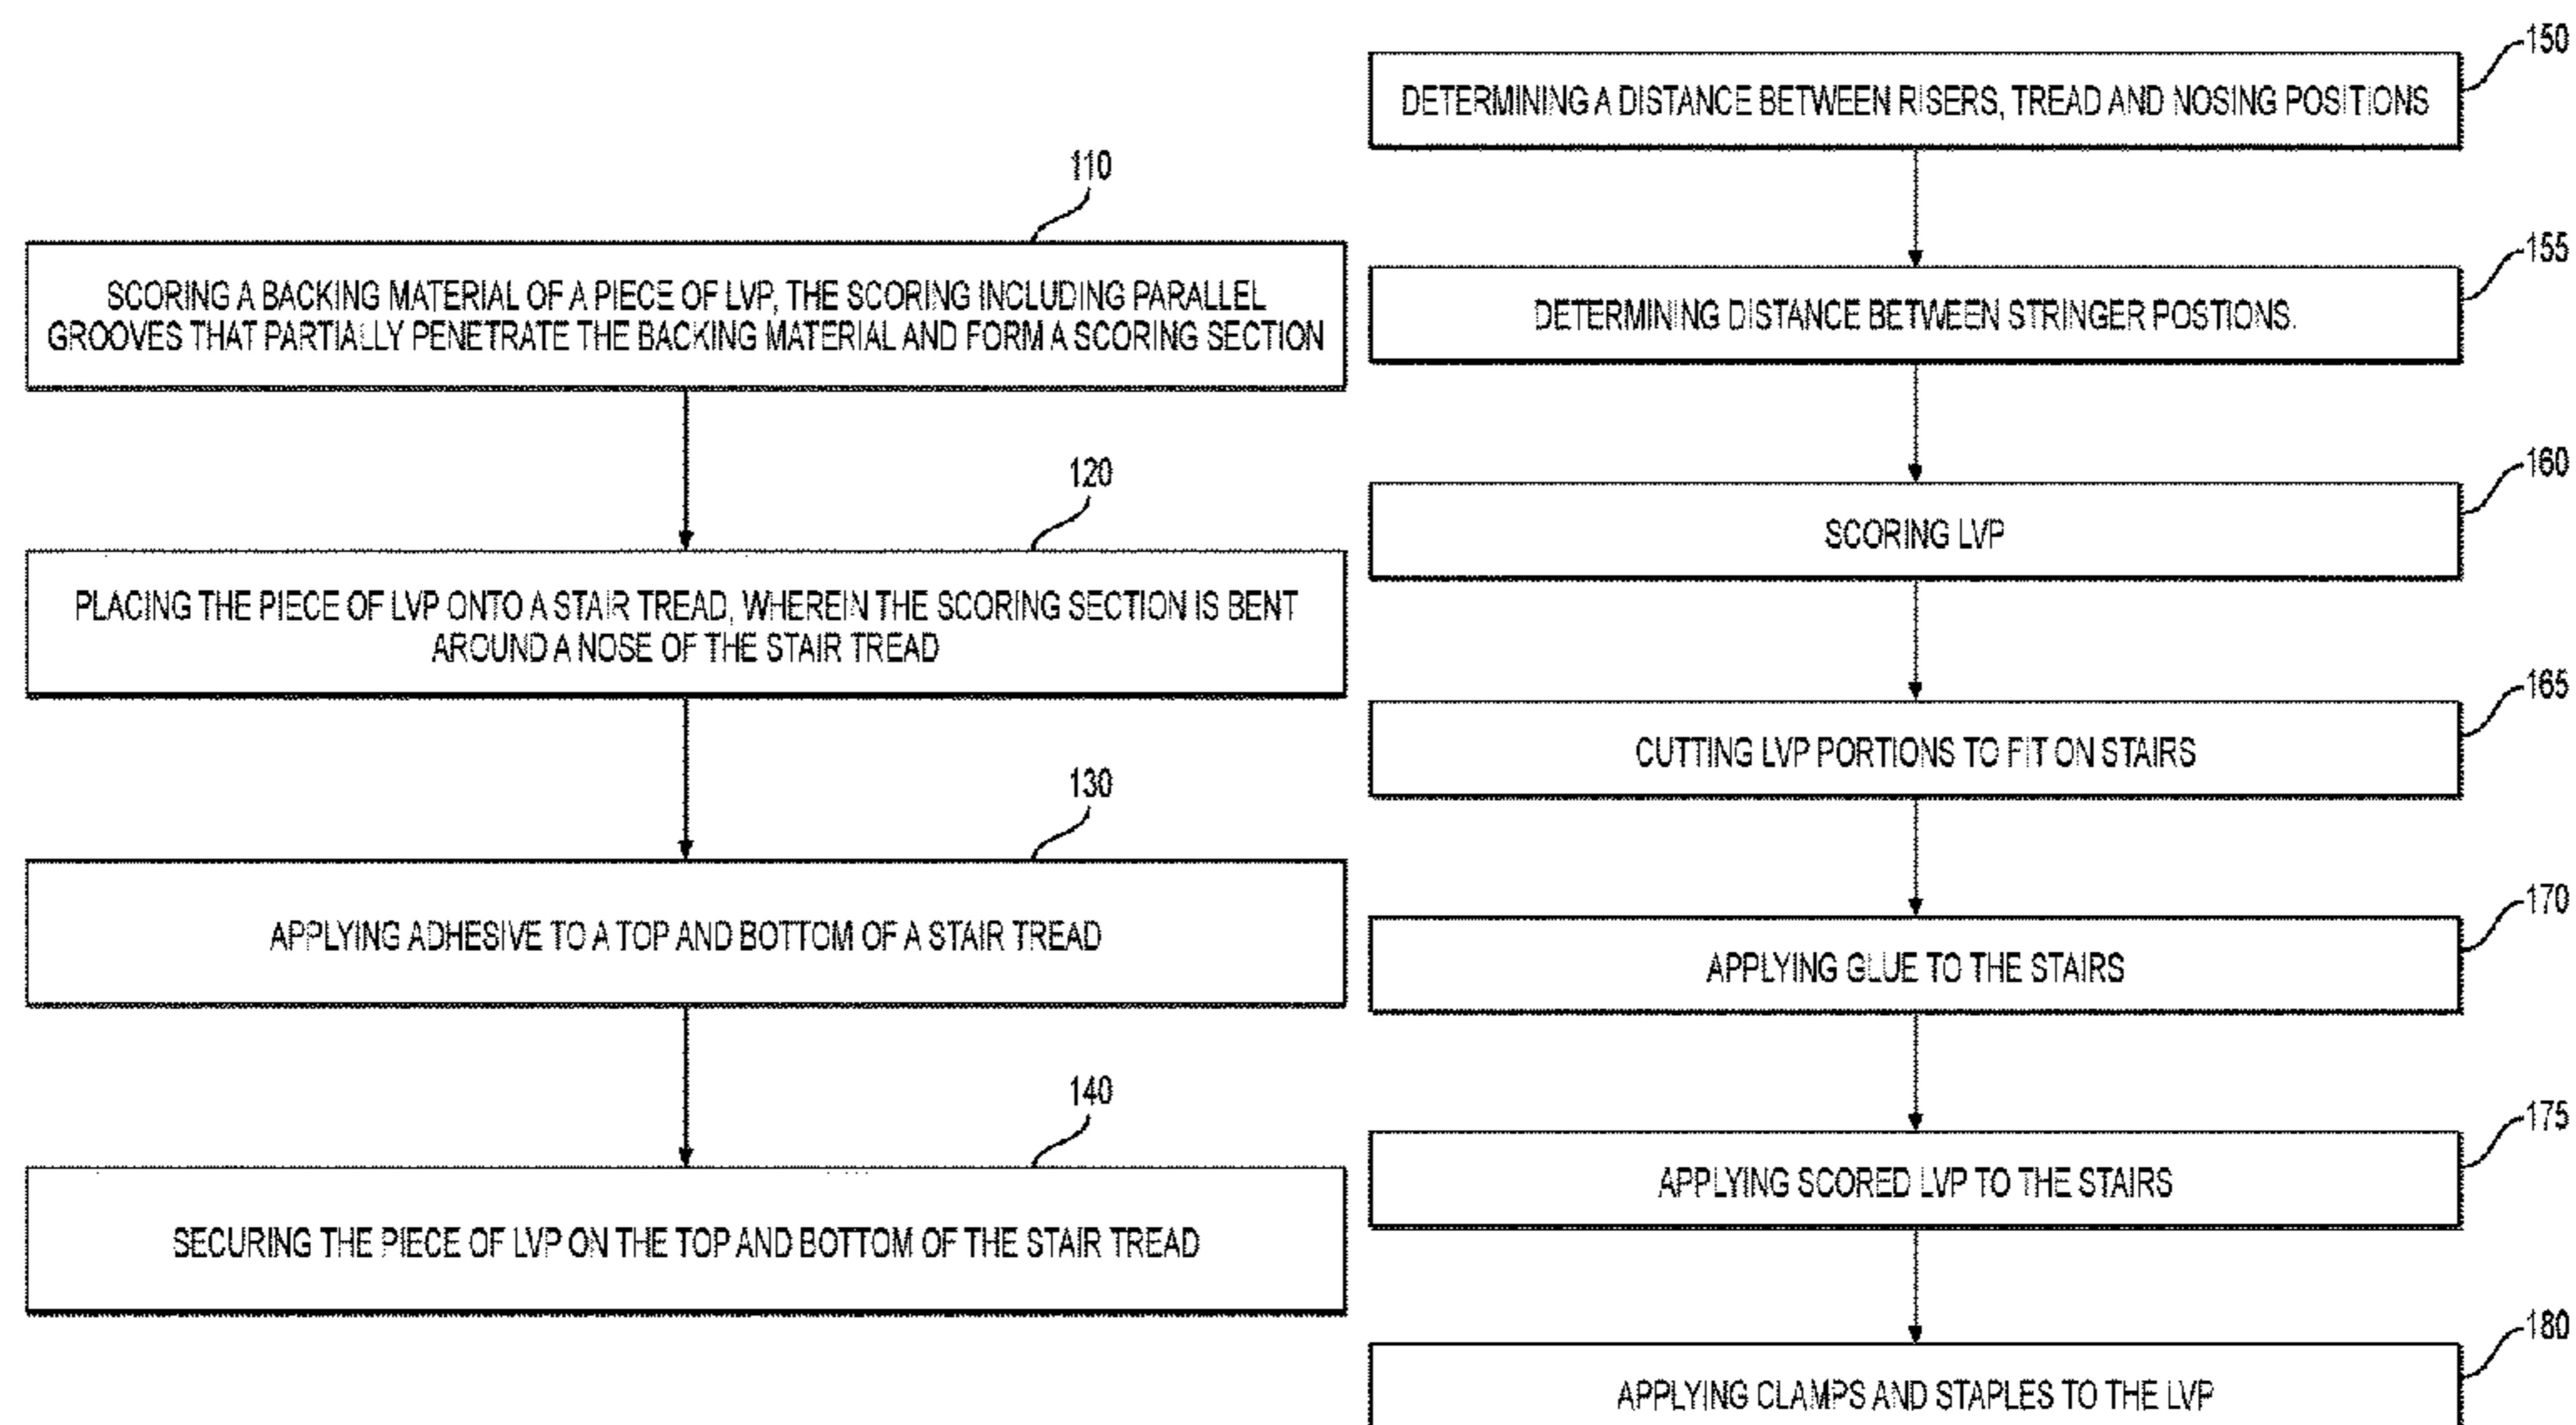 110
SCORING A BACKING MATERIAL OF A PIECE OF LVP, THE SCORING INCLUDING PARALLEL
GROOVES THAT PARTIALLY PENETRATE THE BACKING MATERIAL AND FORM A SCORING SECTION
120
PLACING THE PIECE OF LVP ONTO A STAIR TREAD, WHEREIN THE SCORING SECTION IS BENT
AROUND A NOSE OF THE STAIR TREAD
130
APPLYING ADHESIVE TO A TOP AND BOTTOM OF A STAIR TREAD
140
SECURING THE PIECE OF LVP ON THE TOP AND BOTTOM OF THE STAIR TREAD
150
DETERMINING A DISTANCE BETWEEN RISERS, TREAD AND NOSING POSITIONS
155
DETERMINING DISTANCE BETWEEN STRINGER POSTIONS.
160
SCORING LVP
165
CUTTING LVP PORTIONS TO FIT ON STAIRS
170
APPLYING GLUE TO THE STAIRS
175
APPLYING SCORED LVP TO THE STAIRS
180
APPLYING CLAMPS AND STAPLES TO THE LVP